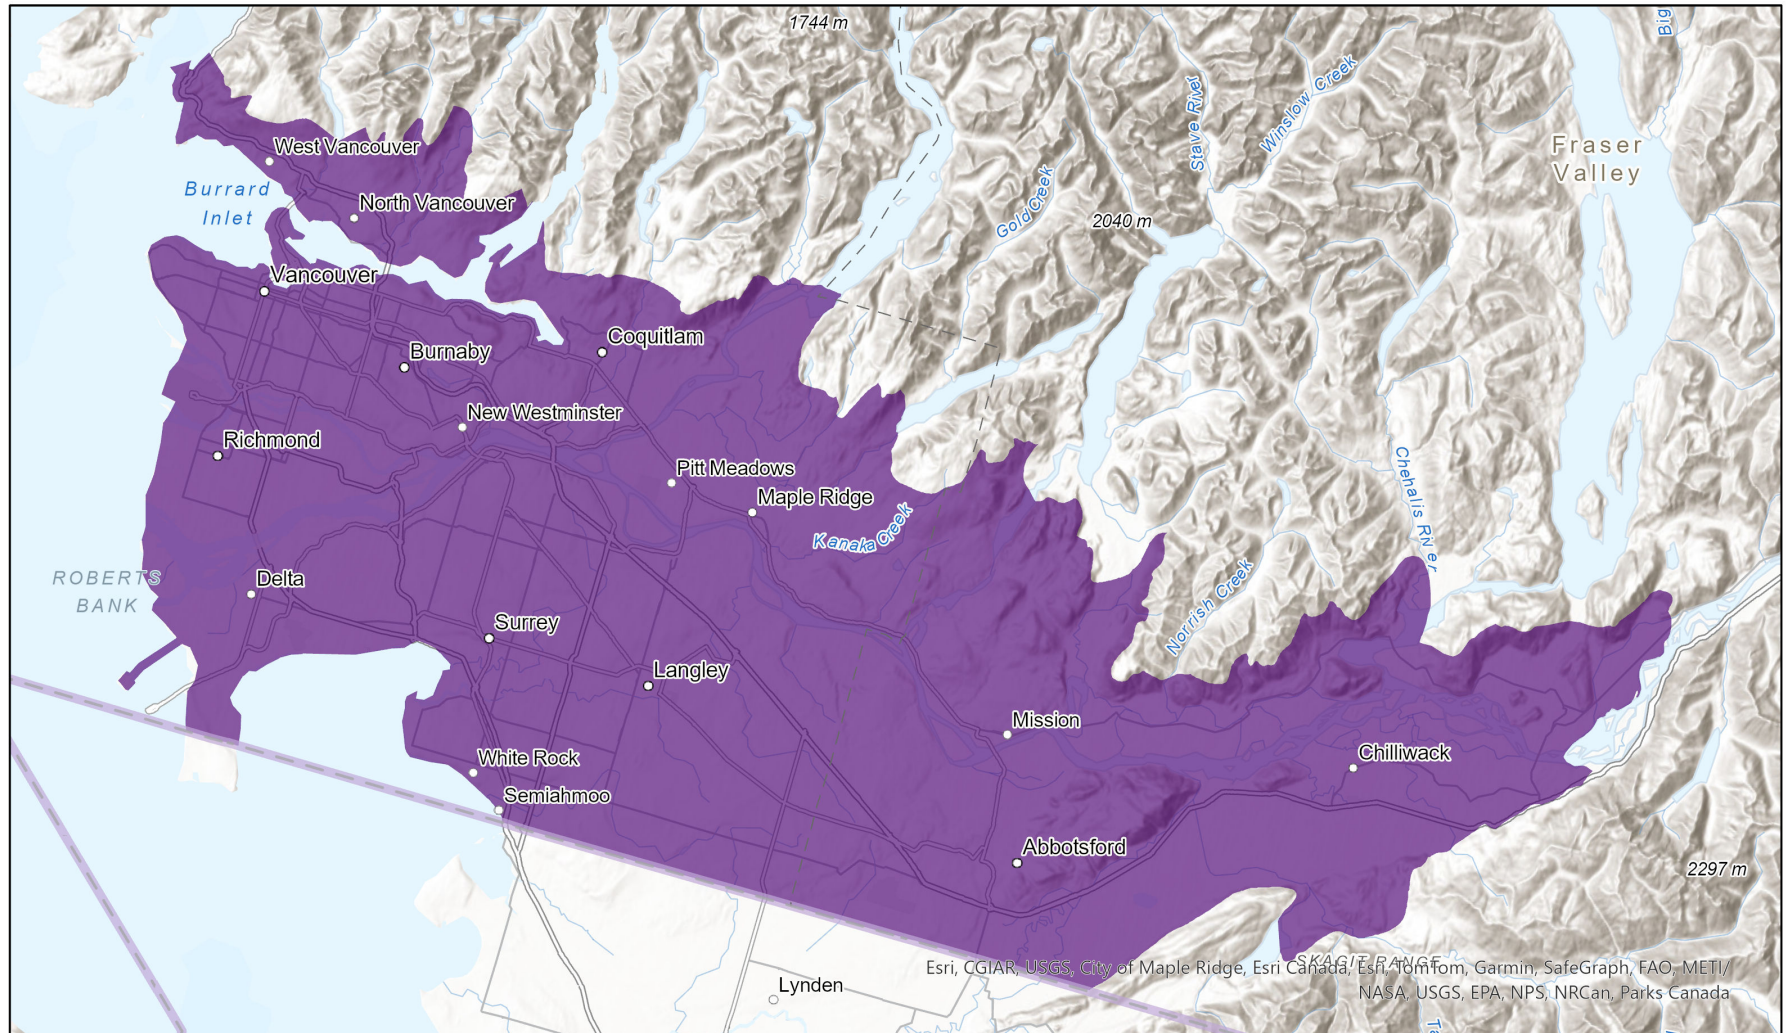 1744 m
Big
Stave River
Winslow Creek
Fraser
Valley
West Vancouver
Burrard
Inlet
North Vancouver
Gold Creek
2040 m
Vancouver
Coquitlam
Burnaby
New Westminster
Richmond
Pitt Meadows
Maple Ridge
Kanaka Creek
Chehalis River
ROBERTS
BANK
Delta
Norrish Creek
Surrey
Langley
Mission
White Rock
Chilliwack
Semiahmoo
Abbotsford
2297 m
SKAGIT RANGE
Esri, CGIAR, USGS, City of Maple Ridge, Esri Canada, Esri, TomTom, Garmin, SafeGraph, FAO, METI/
NASA, USGS, EPA, NPS, NRCan, Parks Canada
Lynden